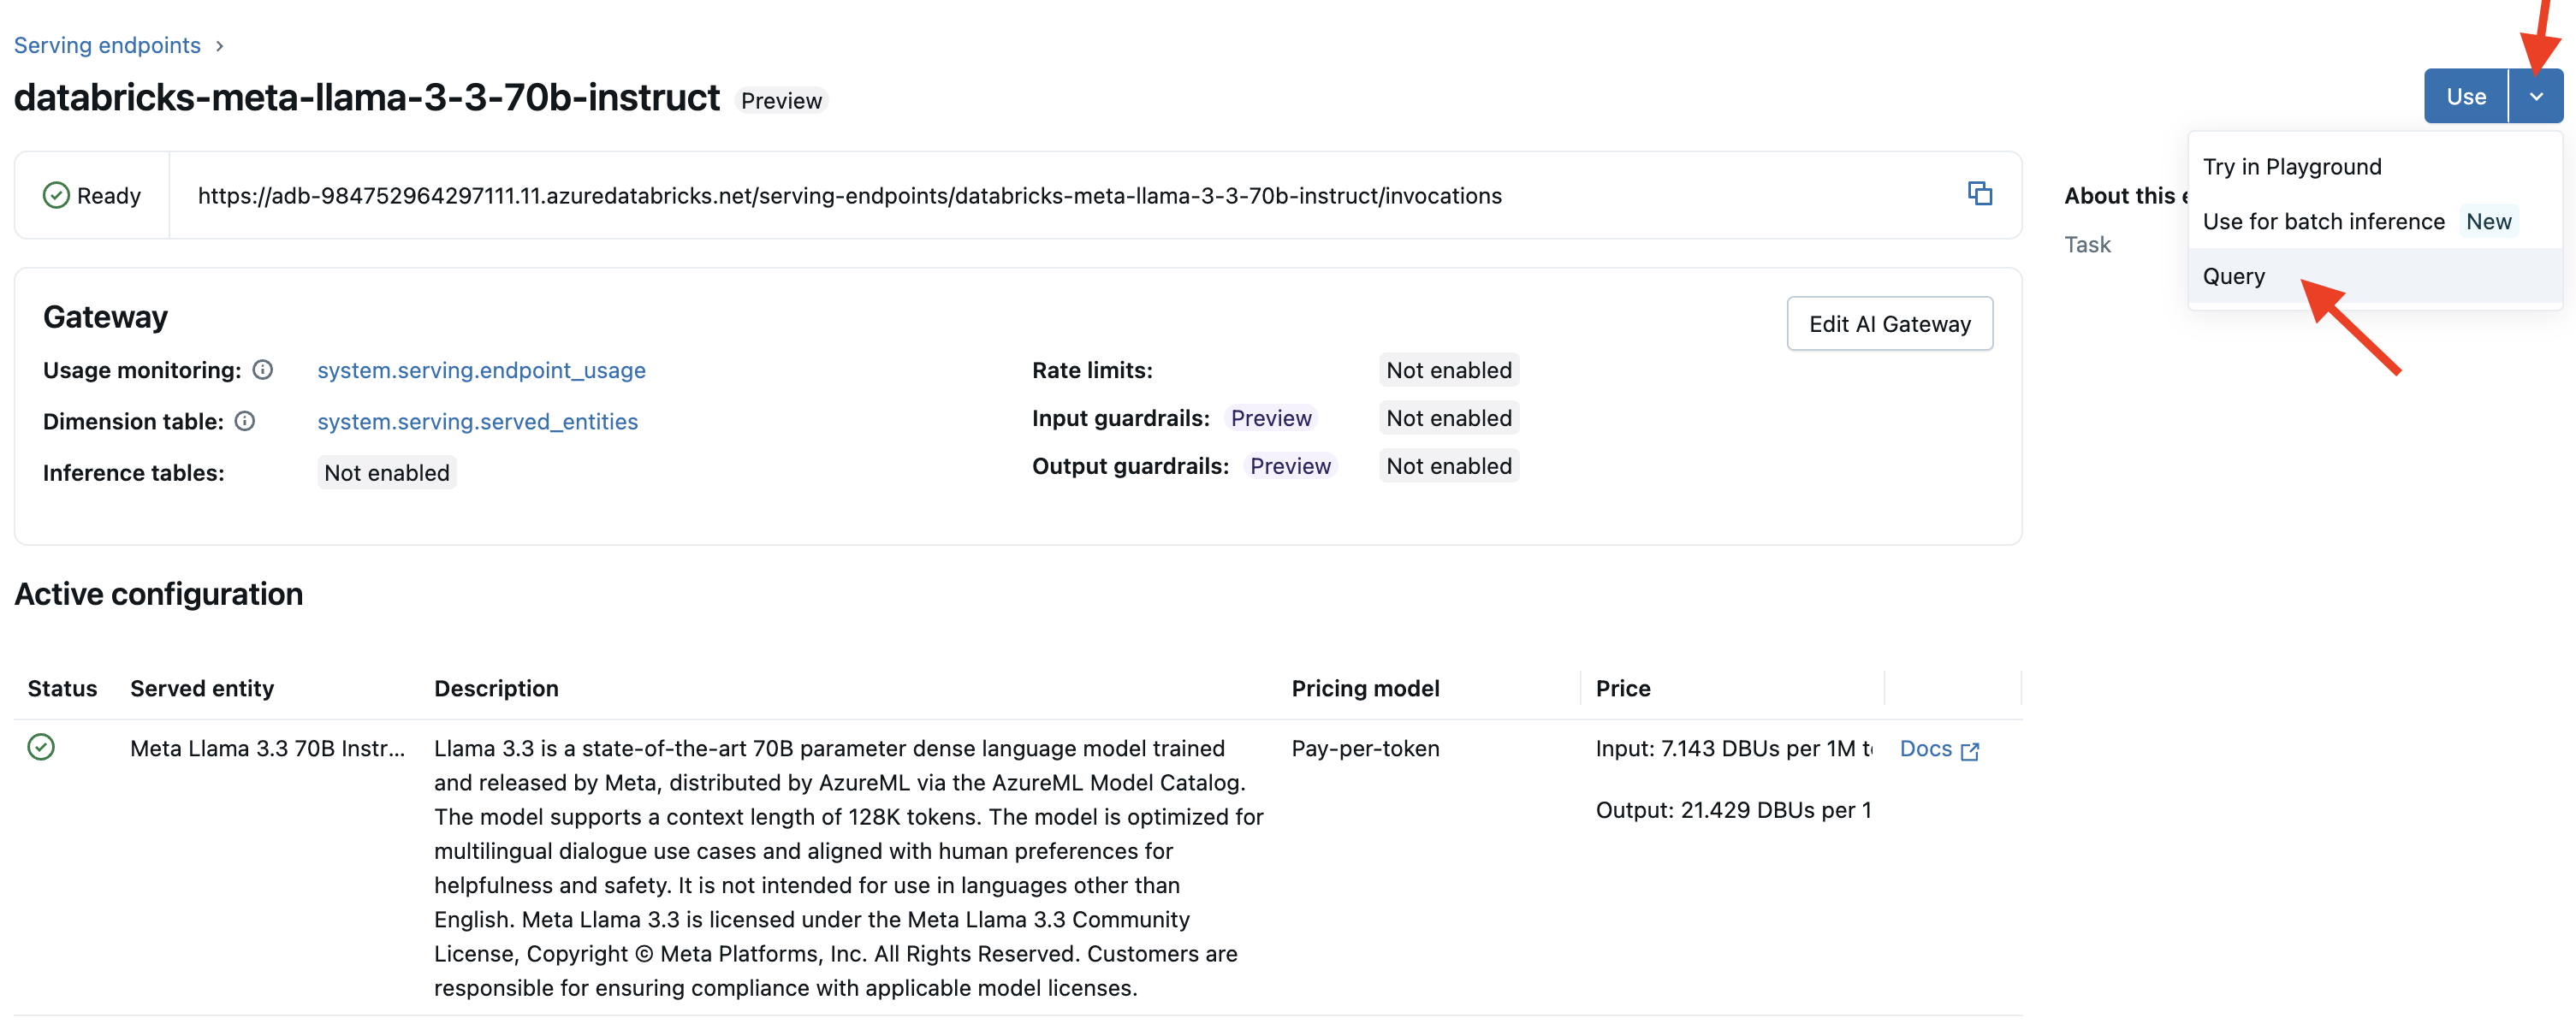 Serving endpoints
databricks-meta-llama-3-3-70b-instruct Preview
Use
Try in Playground
Use for batch inference New
Query
Ready https://adb-984752964297111.11.azuredatabricks.net/serving-endpoints/databricks-meta-llama-3-3-70b-instruct/invocations
About this
Task
Gateway
Edit AI Gateway
Usage monitoring: system.serving.endpoint_usage
Dimension table: system.serving.served_entities
Inference tables: Not enabled
Rate limits: Not enabled
Input guardrails: Preview Not enabled
Output guardrails: Preview Not enabled
Active configuration
Status Served entity Description Pricing model Price
Meta Llama 3.3 70B Instr...
Llama 3.3 is a state-of-the-art 70B parameter dense language model trained
and released by Meta, distributed by AzureML via the AzureML Model Catalog.
The model supports a context length of 128K tokens. The model is optimized for
multilingual dialogue use cases and aligned with human preferences for
helpfulness and safety. It is not intended for use in languages other than
English. Meta Llama 3.3 is licensed under the Meta Llama 3.3 Community
License, Copyright © Meta Platforms, Inc. All Rights Reserved. Customers are
responsible for ensuring compliance with applicable model licenses.
Pay-per-token
Input: 7.143 DBUs per 1M
Output: 21.429 DBUs per 1
Docs